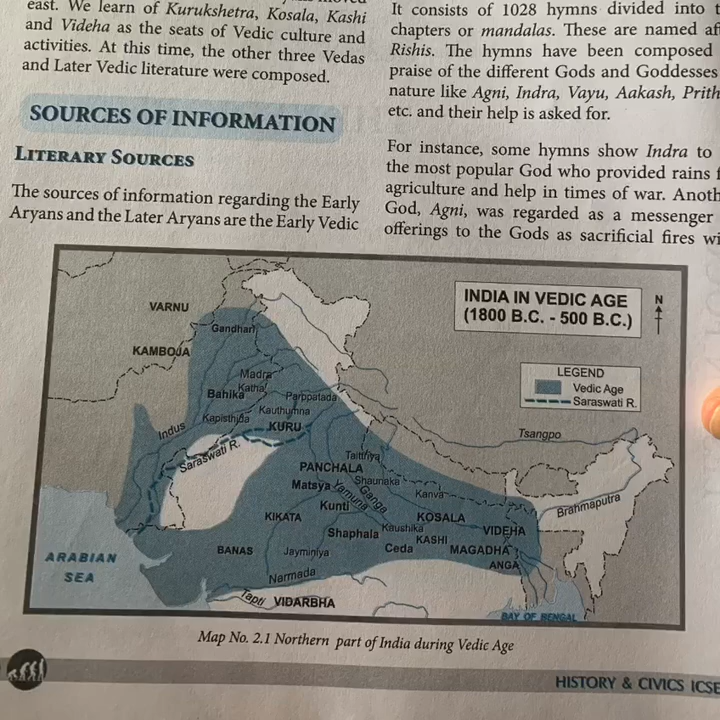 east. We learn of Kurukshetra, Kosala, Kashi
and Videha as the seats of Vedic culture and
activities. At this time, the other three Vedas
and Later Vedic literature were composed.
SOURCES OF INFORMATION
LITERARY SOURCES
The sources of information regarding the Early
Aryans and the Later Aryans are the Early Vedic
It consists of 1028 hymns divided into
chapters or mandalas. These are named
Rishis. The hymns have been composed
praise of the different Gods and Goddesses
nature like Agni, Indra, Vayu, Aakash,
etc. and their help is asked for.
For instance, some hymns show Indra to
the most popular God who provided rains
agriculture and help in times of war.
God, Agni, was regarded as a messenger
offerings to the Gods as sacrificial fires
INDIA IN VEDIC AGE
(1800 B.C. - 500 B.C.)
N
LEGEND
Vedic Age
Saraswati R.
VARNU
Gandhari
KAMBOJA
Madra
Katha
Bahika
Parppatada
Kauthumna
Kapisthala
KURU
Indus
Saraswati R.
Tsangpo
Taittriya
PANCHALA
Shaunaka
Matsya
Yamuna
Ganga
Kanva
Kunti
Brahmaputra
KIKATA
KOSALA
Kaushika
VIDEHA
Shaphala
KASHI
BANAS
Jayminiya
Ceda
MAGADHA
ANGA
ARABIAN
SEA
Narmada
Tapti
VIDARBHA
BAY OF BENGAL
Map No. 2.1 Northern part of India during Vedic Age
HISTORY & CIVICS ICSE